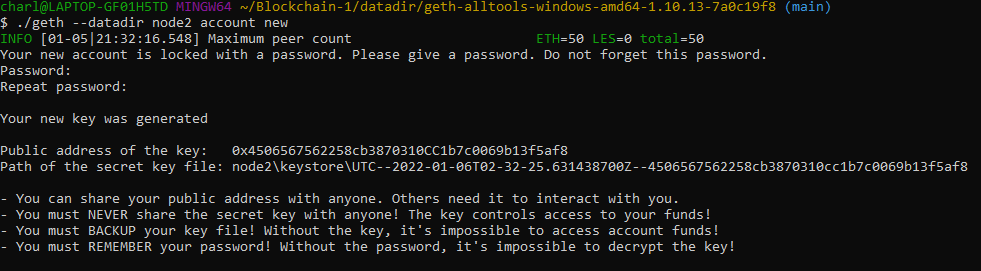 charl@LAPTOP-GF01H5TD MINGW64 ~/Blockchain-1/datadir/geth-alltools-windows-amd64-1.10.13-7a0c19f8 (main)
$ ./geth --datadir node2 account new
INFO [01-05|21:32:16.548] Maximum peer count ETH=50 LES=0 total=50
Your new account is locked with a password. Please give a password. Do not forget this password.
Password:
Repeat password:
Your new key was generated
Public address of the key: 0x4506567562258cb3870310CC1b7c0069b13f5af8
Path of the secret key file: node2\keystore\UTC--2022-01-06T02-32-25.631438700Z--4506567562258cb3870310cc1b7c0069b13f5af8
- You can share your public address with anyone. Others need it to interact with you.
- You must NEVER share the secret key with anyone! The key controls access to your funds!
- You must BACKUP your key file! Without the key, it's impossible to access account funds!
- You must REMEMBER your password! Without the password, it's impossible to decrypt the key!